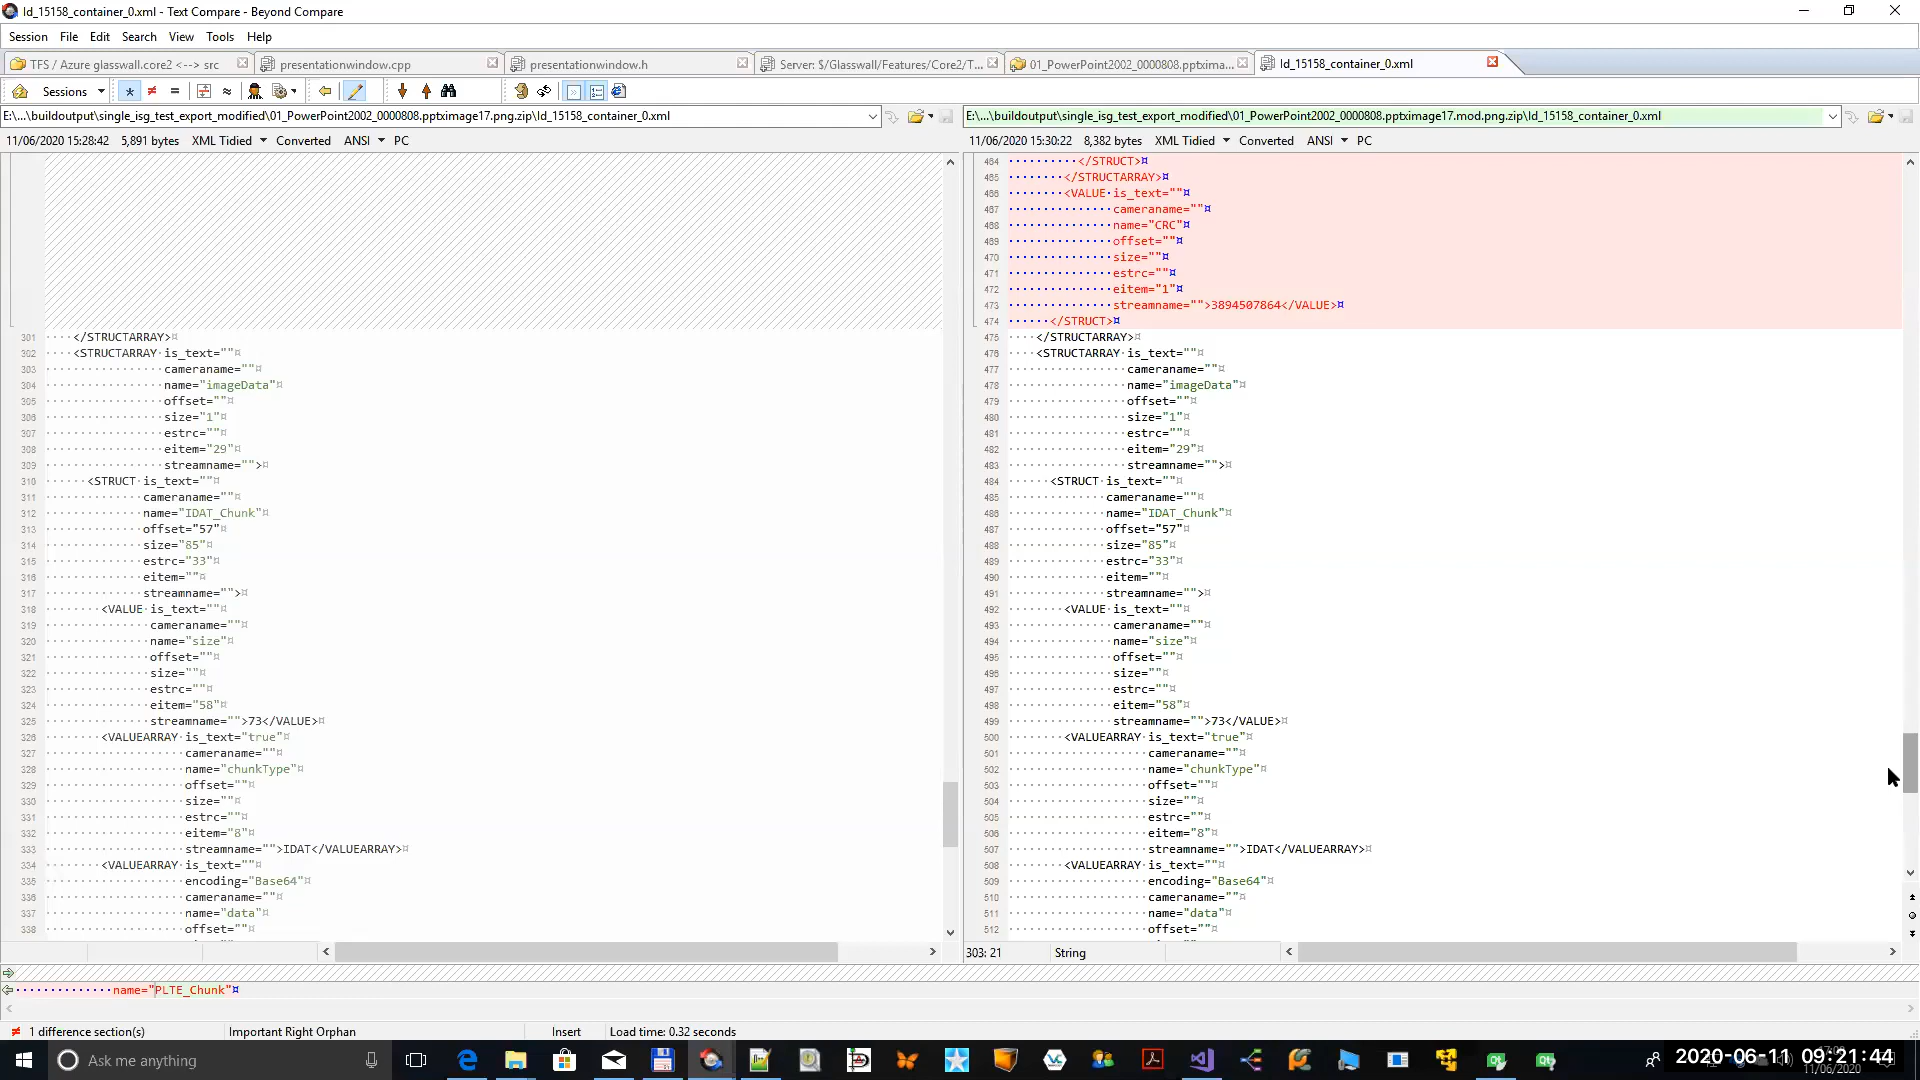 ld_15158_container_0.xml - Text Compare - Beyond Compare
Session File Edit Search View Tools Help
TFS / Azure glasswall.core2 <--> src
presentationwindow.cpp
presentationwindow.h
Server: $/Glasswall/Features/Core2/T...
01_PowerPoint2002_0000808.pptxima...
ld_15158_container_0.xml
Sessions
E:\...\buildoutput\single_isg_test_export_modified\01_PowerPoint2002_0000808.pptximage17.png.zip\ld_15158_container_0.xml
E:\...\buildoutput\single_isg_test_export_modified\01_PowerPoint2002_0000808.pptximage17.mod.png.zip\ld_15158_container_0.xml
11/06/2020 15:28:42 5,891 bytes XML Tidied Converted ANSI PC
11/06/2020 15:30:22 8,382 bytes XML Tidied Converted ANSI PC
301 </STRUCTARRAY>¤
302 <STRUCTARRAY is_text=""¤
303 cameraname=""¤
304 name="imageData"¤
305 offset=""¤
306 size="1"¤
307 estrc=""¤
308 eitem="29"¤
309 streamname="">¤
310 <STRUCT is_text=""¤
311 cameraname=""¤
312 name="IDAT_Chunk"¤
313 offset="57"¤
314 size="85"¤
315 estrc="33"¤
316 eitem=""¤
317 streamname="">¤
318 <VALUE is_text=""¤
319 cameraname=""¤
320 name="size"¤
321 offset=""¤
322 size=""¤
323 estrc=""¤
324 eitem="58"¤
325 streamname="">73</VALUE>¤
326 <VALUEARRAY is_text="true"¤
327 cameraname=""¤
328 name="chunkType"¤
329 offset=""¤
330 size=""¤
331 estrc=""¤
332 eitem="8"¤
333 streamname="">IDAT</VALUEARRAY>¤
334 <VALUEARRAY is_text=""¤
335 encoding="Base64"¤
336 cameraname=""¤
337 name="data"¤
338 offset=""¤
464 </STRUCT>¤
465 </STRUCTARRAY>¤
466 <VALUE is_text=""¤
467 cameraname=""¤
468 name="CRC"¤
469 offset=""¤
470 size=""¤
471 estrc=""¤
472 eitem="1"¤
473 streamname="">3894507864</VALUE>¤
474 </STRUCT>¤
475 </STRUCTARRAY>¤
476 <STRUCTARRAY is_text=""¤
477 cameraname=""¤
478 name="imageData"¤
479 offset=""¤
480 size="1"¤
481 estrc=""¤
482 eitem="29"¤
483 streamname="">¤
484 <STRUCT is_text=""¤
485 cameraname=""¤
486 name="IDAT_Chunk"¤
487 offset="57"¤
488 size="85"¤
489 estrc="33"¤
490 eitem=""¤
491 streamname="">¤
492 <VALUE is_text=""¤
493 cameraname=""¤
494 name="size"¤
495 offset=""¤
496 size=""¤
497 estrc=""¤
498 eitem="58"¤
499 streamname="">73</VALUE>¤
500 <VALUEARRAY is_text="true"¤
501 cameraname=""¤
502 name="chunkType"¤
503 offset=""¤
504 size=""¤
505 estrc=""¤
506 eitem="8"¤
507 streamname="">IDAT</VALUEARRAY>¤
508 <VALUEARRAY is_text=""¤
509 encoding="Base64"¤
510 cameraname=""¤
511 name="data"¤
512 offset=""¤
303: 21 String
name="PLTE_Chunk"¤
1 difference section(s) Important Right Orphan Insert Load time: 0.32 seconds
Ask me anything
2020-06-11 09:21:44
11/06/2020